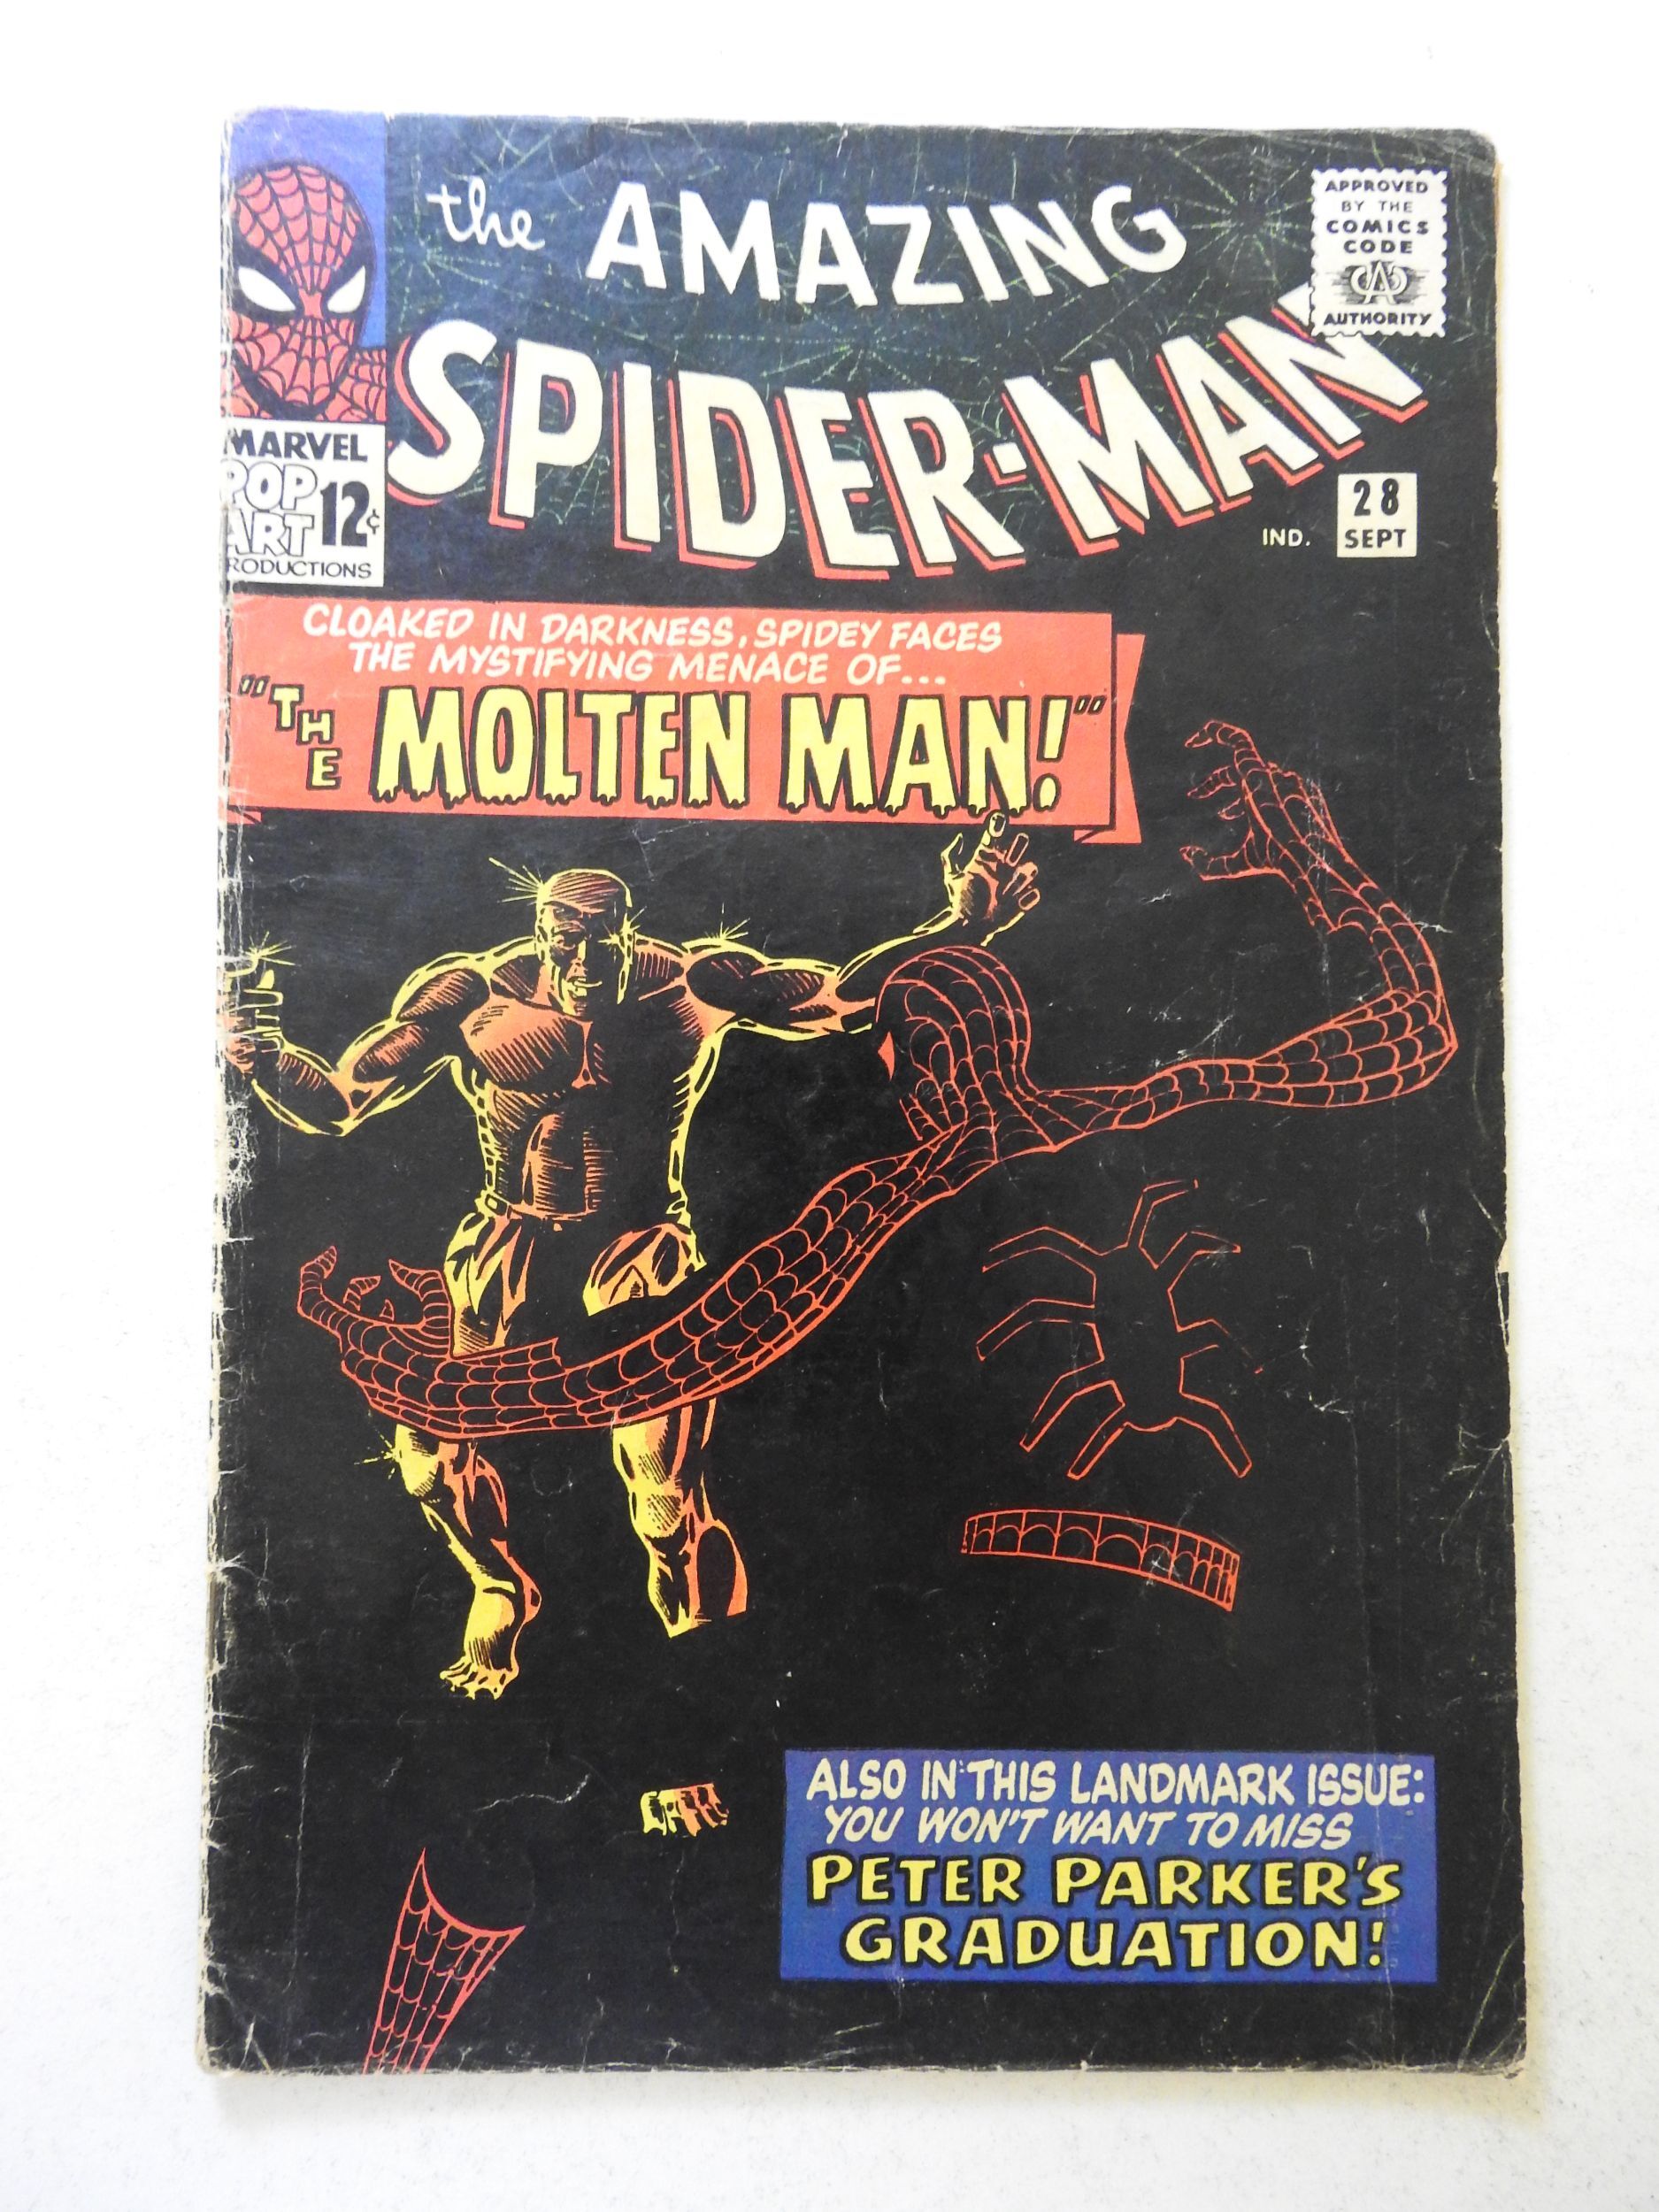 the AMAZING
SPIDER-MAN
APPROVED
BY THE
COMICS
CODE
CA
AUTHORITY
MARVEL
POP
ART 12¢
RODUCTIONS
IND.
28
SEPT
CLOAKED IN DARKNESS, SPIDEY FACES
THE MYSTIFYING MENACE OF...
"THE MOLTEN MAN!"
ALSO IN THIS LANDMARK ISSUE:
YOU WON'T WANT TO MISS
PETER PARKER'S
GRADUATION!